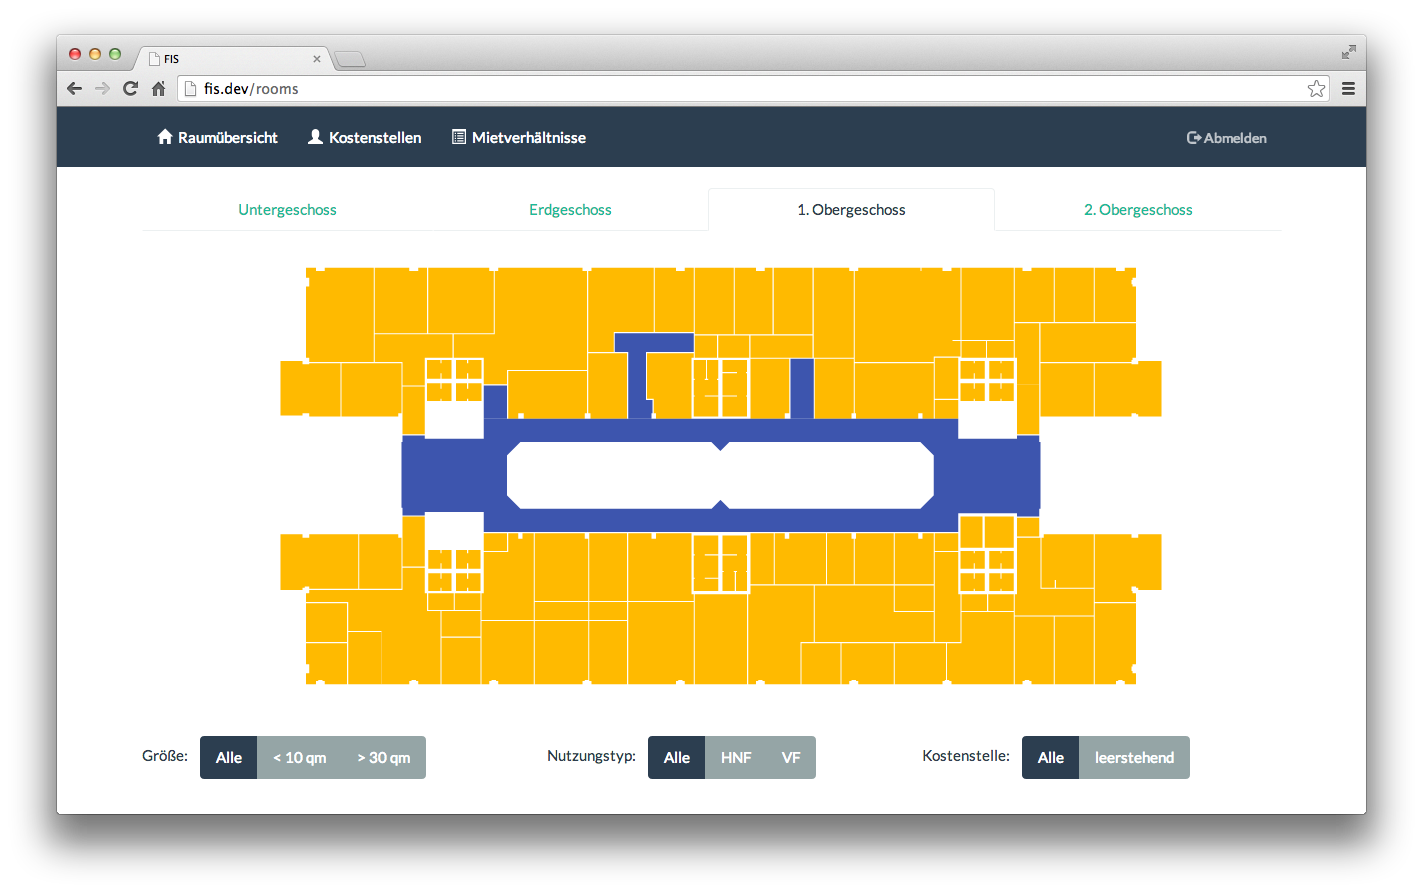 FIS
fis.dev/rooms
Raumübersicht Kostenstellen Mietverhältnisse Abmelden
Untergeschoss Erdgeschoss 1. Obergeschoss 2. Obergeschoss
Größe: Alle < 10 qm > 30 qm Nutzungstyp: Alle HNF VF Kostenstelle: Alle leerstehend